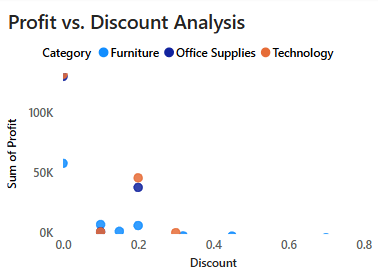 Profit vs. Discount Analysis
Category Furniture Office Supplies Technology
Sum of Profit
100K
50K
0K
0.0 0.2 0.4 0.6 0.8
Discount